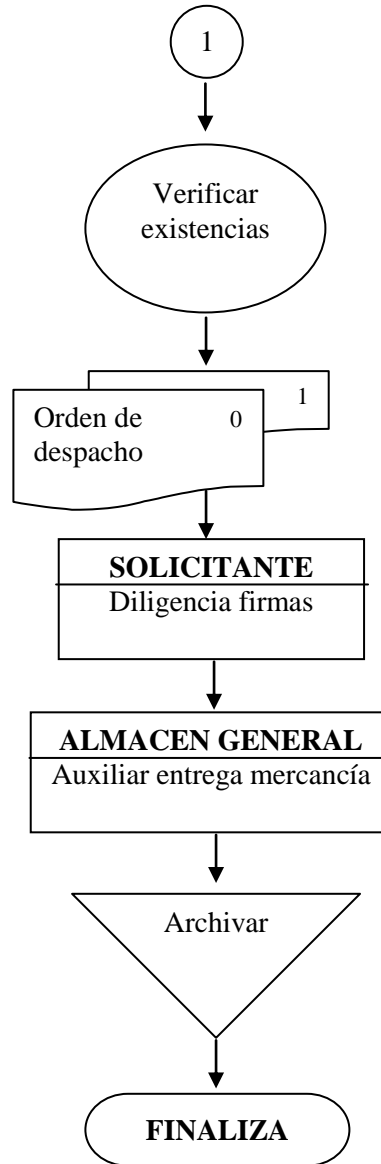 1
Verificar
existencias
1
Orden de 0
despacho
SOLICITANTE
Diligencia firmas
ALMACEN GENERAL
Auxiliar entrega mercancía
Archivar
FINALIZA